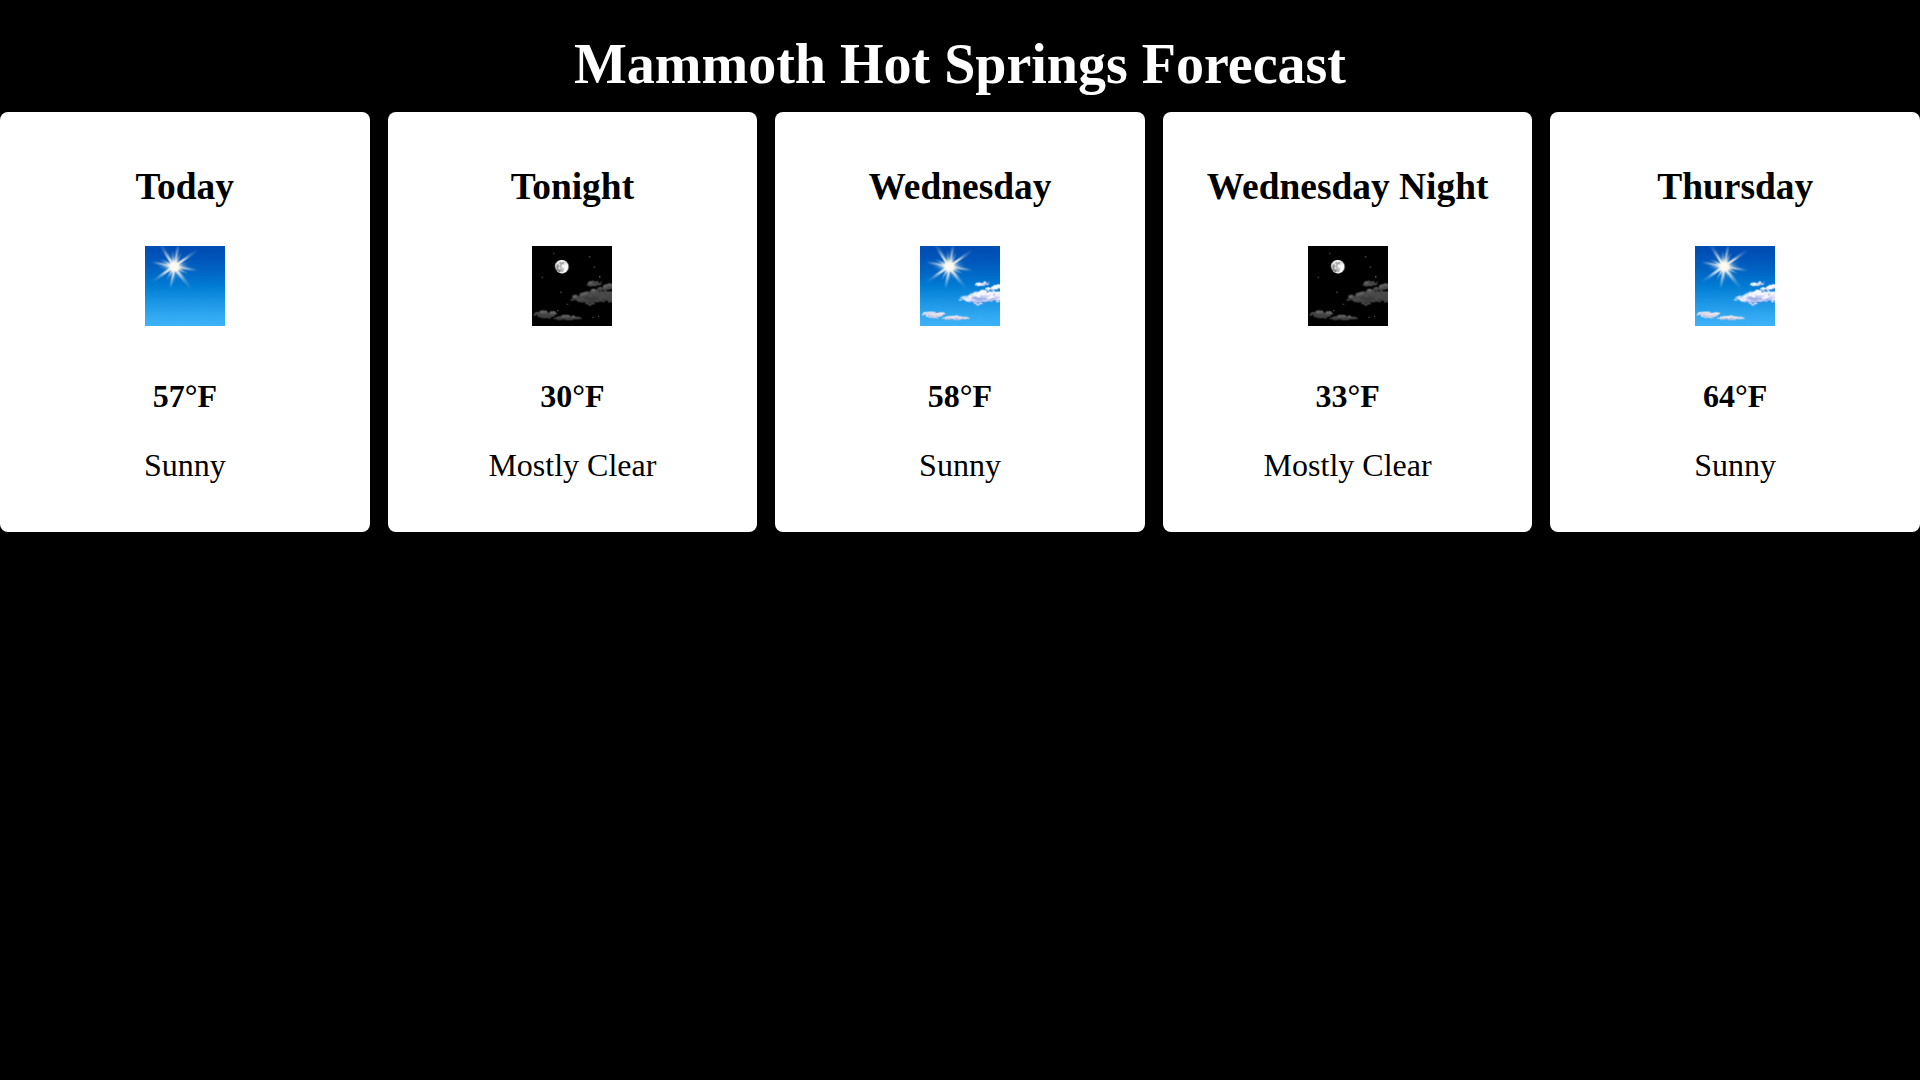 Mammoth Hot Springs Forecast
Today
57°F
Sunny
Tonight
30°F
Mostly Clear
Wednesday
58°F
Sunny
Wednesday Night
33°F
Mostly Clear
Thursday
64°F
Sunny